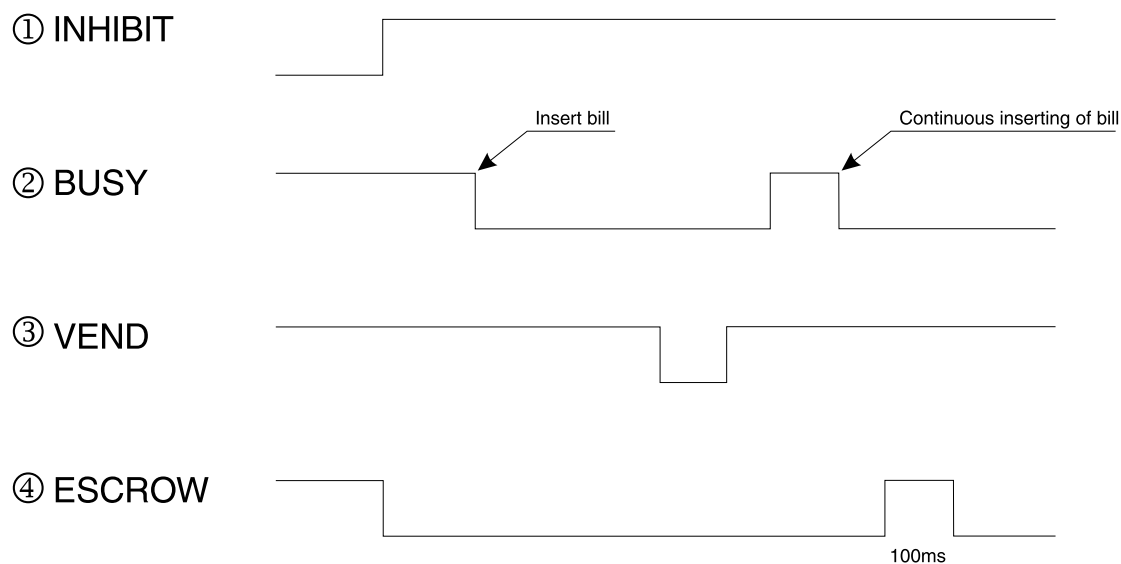 ① INHIBIT
Insert bill
Continuous inserting of bill
② BUSY
③ VEND
④ ESCROW
100ms